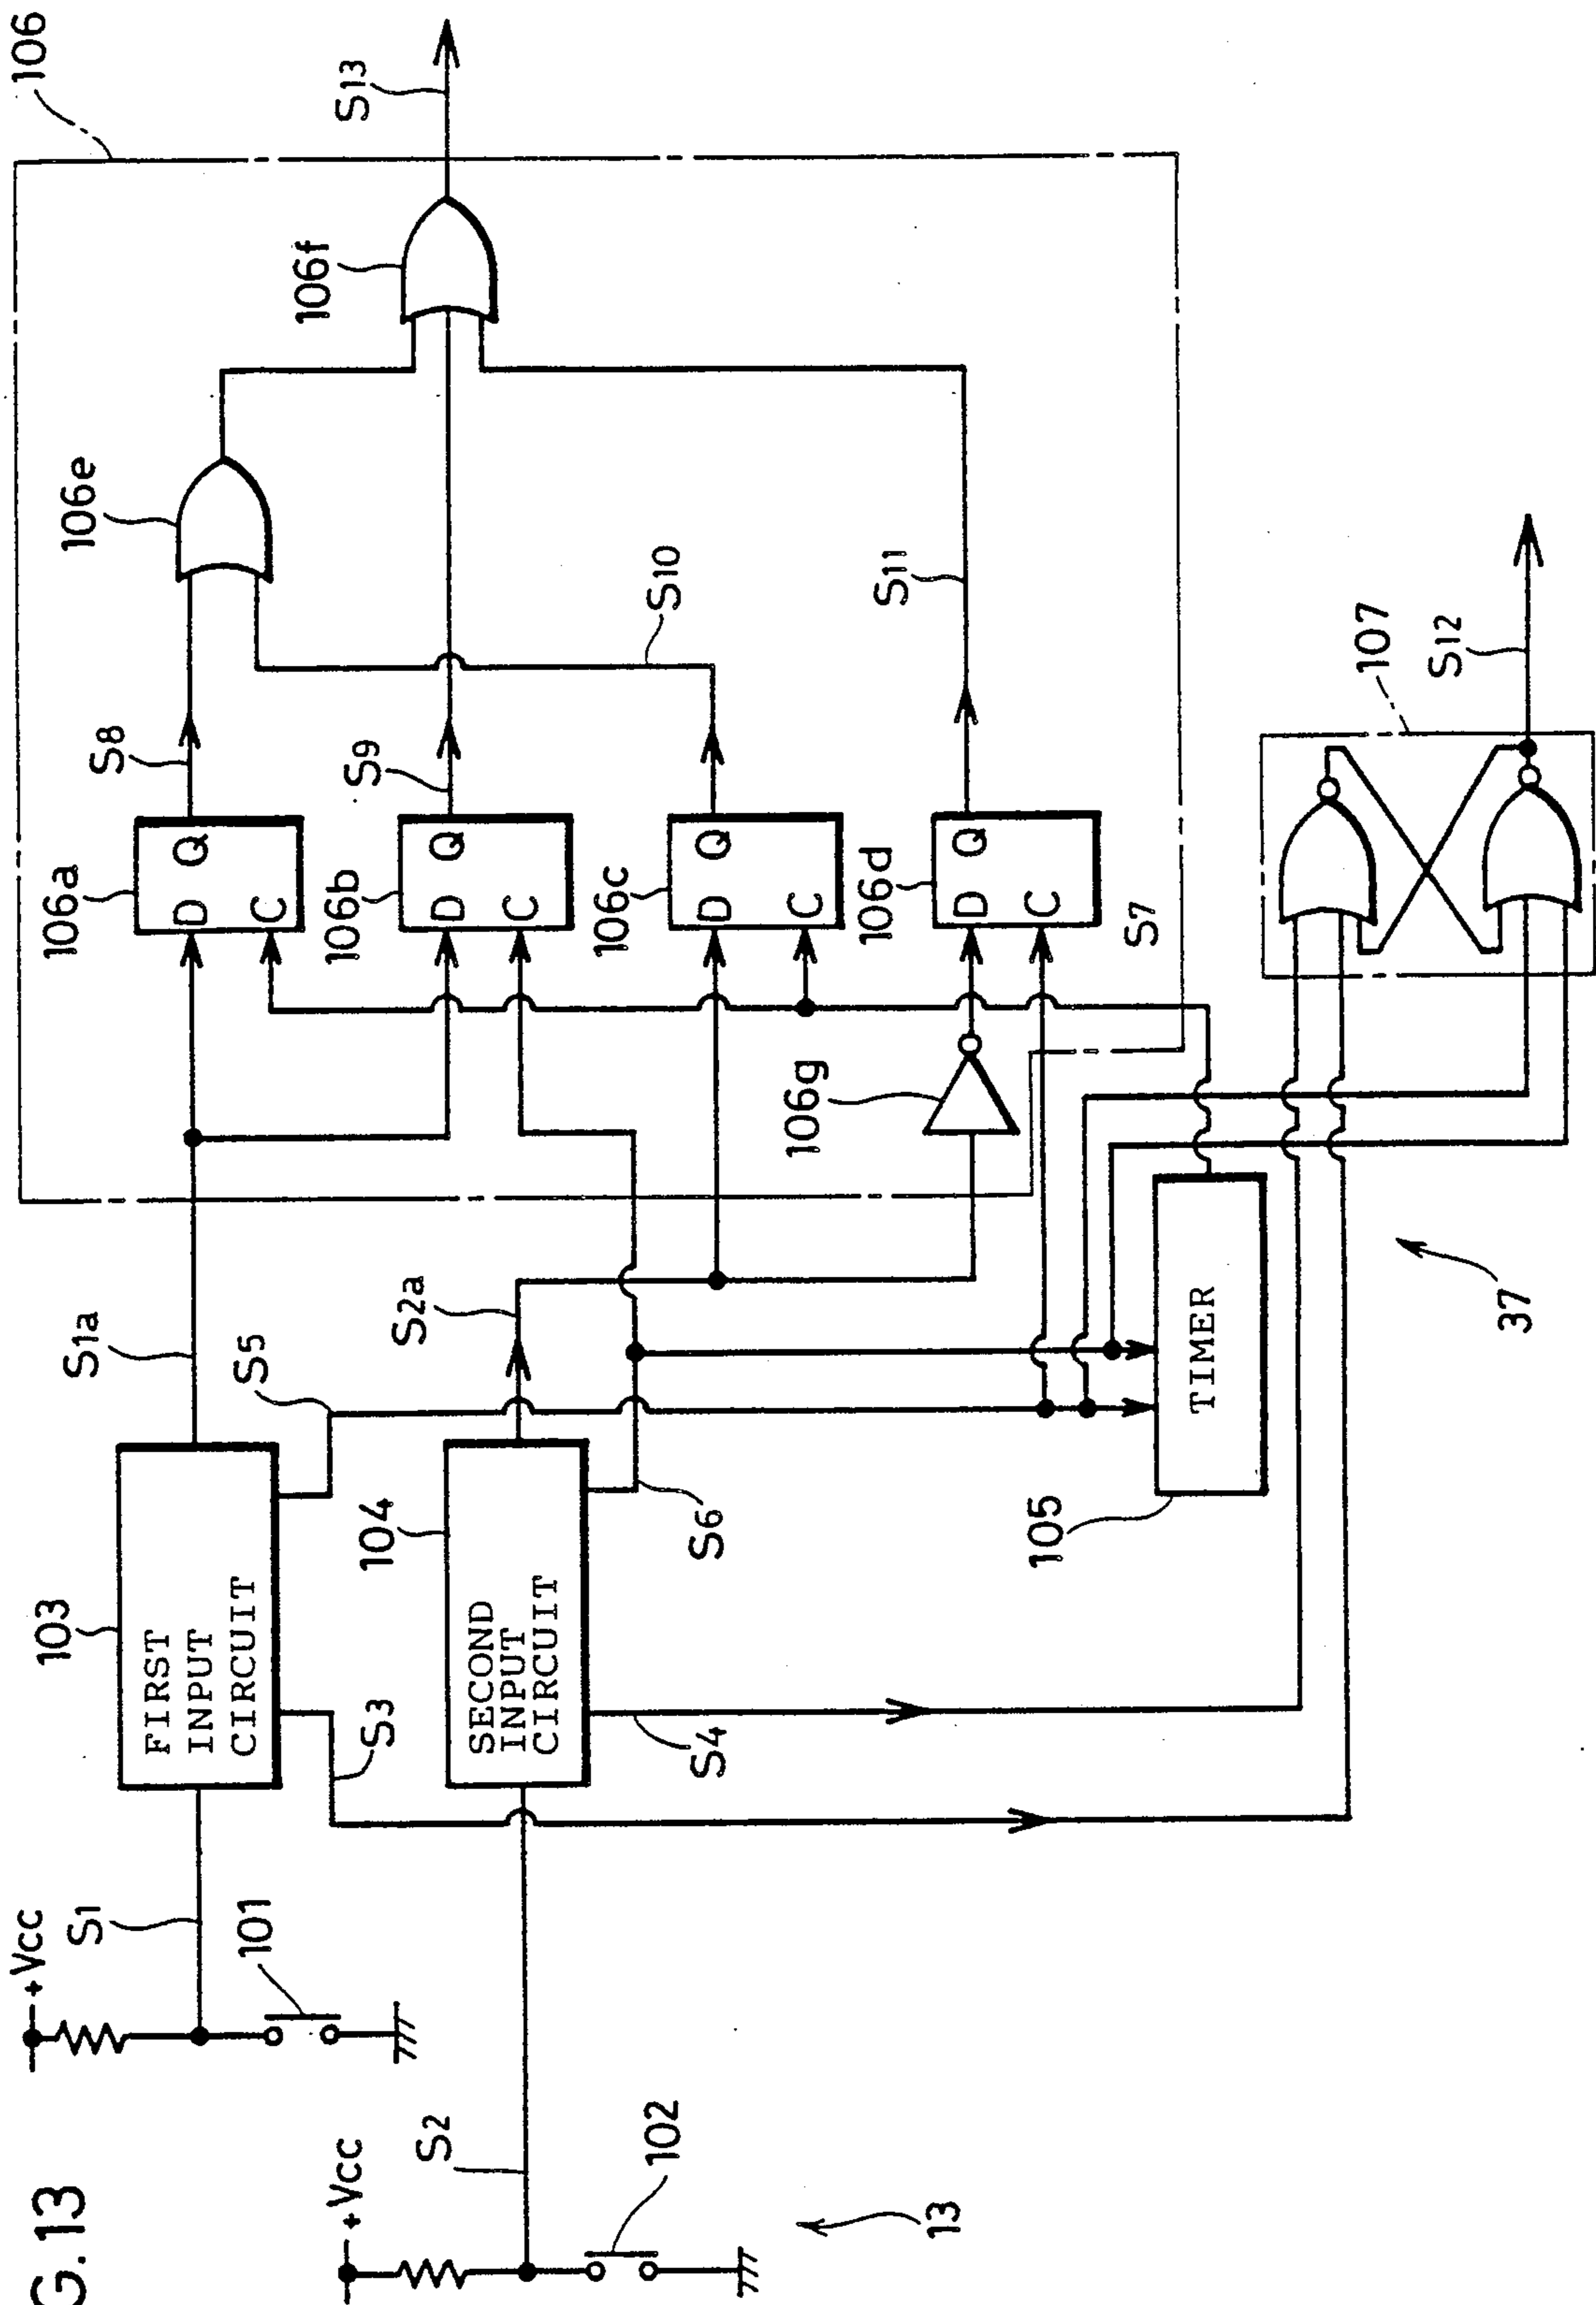 G.13
+Vcc
S1
101
+Vcc
S2
102
13
103
FIRST
INPUT
CIRCUIT
S3
S5
S1a
104
SECOND
INPUT
CIRCUIT
S4
S6
S2a
105
TIMER
37
106
106a
D Q
C
S8
106b
D Q
C
S9
106c
D Q
C
S10
106d
D Q
C
S11
S7
106g
106e
106f
S13
107
S12